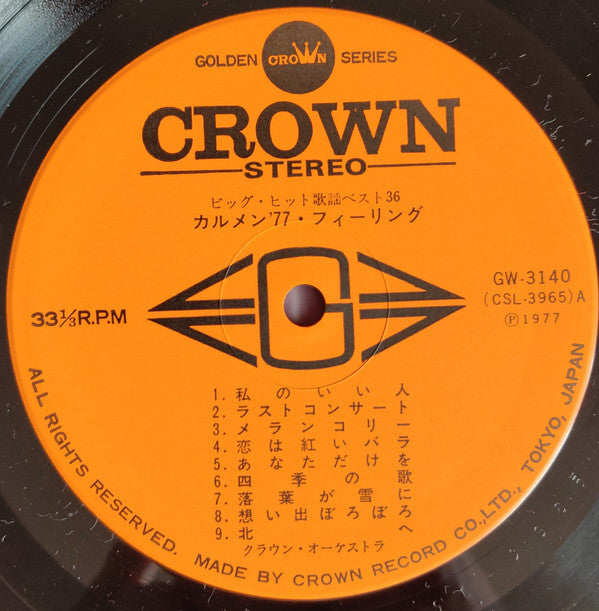 GOLDEN CROWN SERIES
CROWN
STEREO
ビッグ・ヒット歌謡ベスト36
カルメン'77・フィーリング
G
33⅓R.P.M
GW-3140
(CSL-3965)A
Ⓟ1977
1. 私のいい人
2. ラストコンサート
3. メランコリー
4. 恋は紅いバラ
5. あなただけを
6. 四季の歌
7. 落葉が雪に
8. 想い出ぼろぼろ
9. 北へ
クラウン・オーケストラ
ALL RIGHTS RESERVED. MADE BY CROWN RECORD CO.,LTD., TOKYO, JAPAN